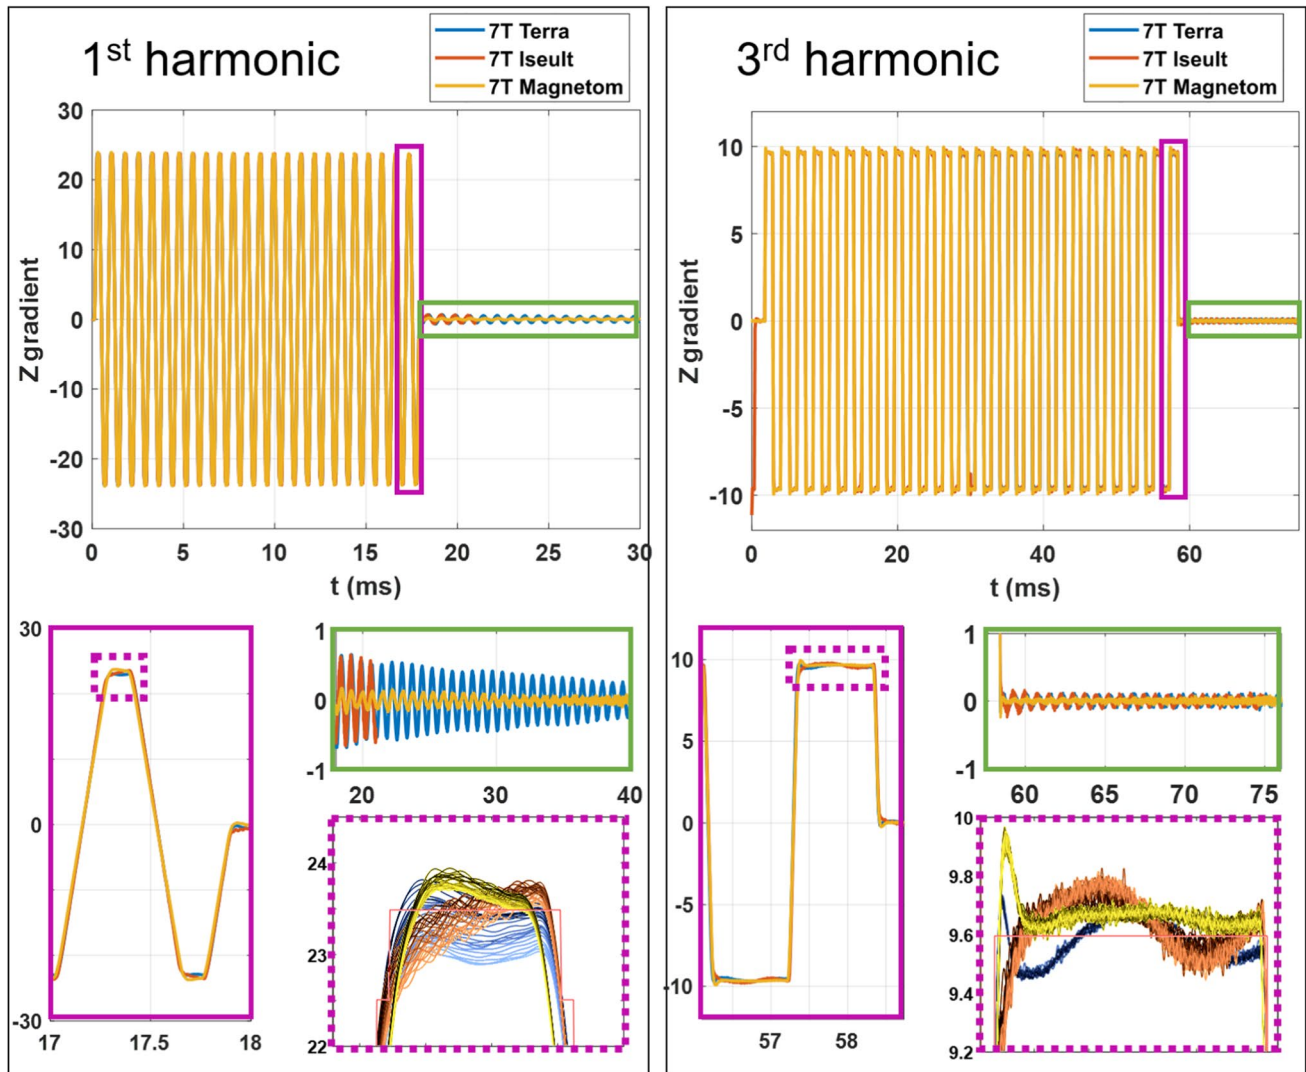 1st harmonic
7T Terra
7T Iseult
7T Magnetom
30
20
10
0
-10
-20
-30
Z gradient
0 5 10 15 20 25 30
t (ms)
30
0
-30
17 17.5 18
1
0
-1
20 30 40
24
23
22
3rd harmonic
7T Terra
7T Iseult
7T Magnetom
10
5
0
-5
-10
Z gradient
0 20 40 60
t (ms)
10
5
0
-5
-10
57 58
1
0
-1
60 65 70 75
10
9.8
9.6
9.4
9.2